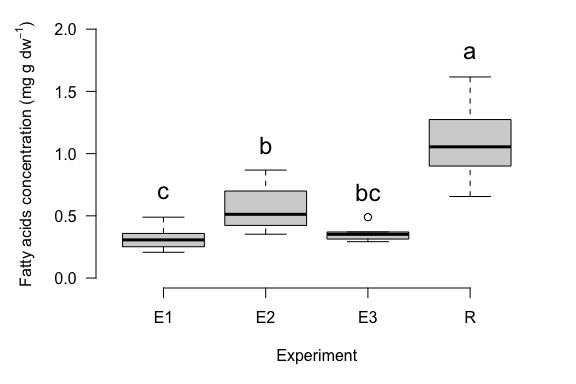 Fatty acids concentration (mg g dw⁻¹)
2.0
1.5
1.0
0.5
0.0
c
b
bc
a
E1
E2
E3
R
Experiment